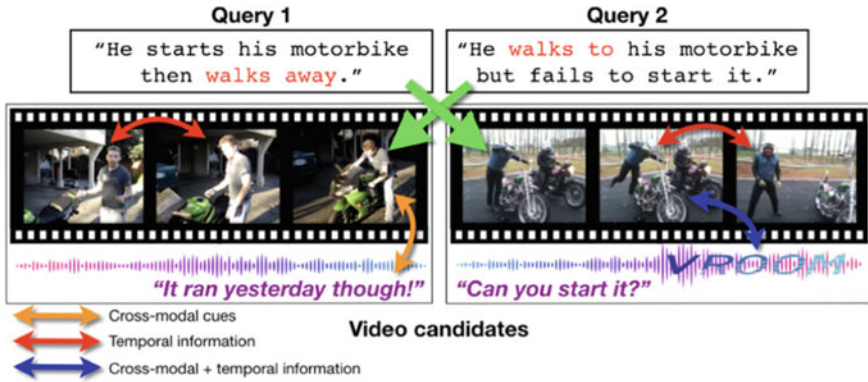 Query 1
Query 2
“He starts his motorbike
then walks away.”
“He walks to his motorbike
but fails to start it.”
VROOM
“It ran yesterday though!”
“Can you start it?”
Video candidates
Cross-modal cues
Temporal information
Cross-modal + temporal information